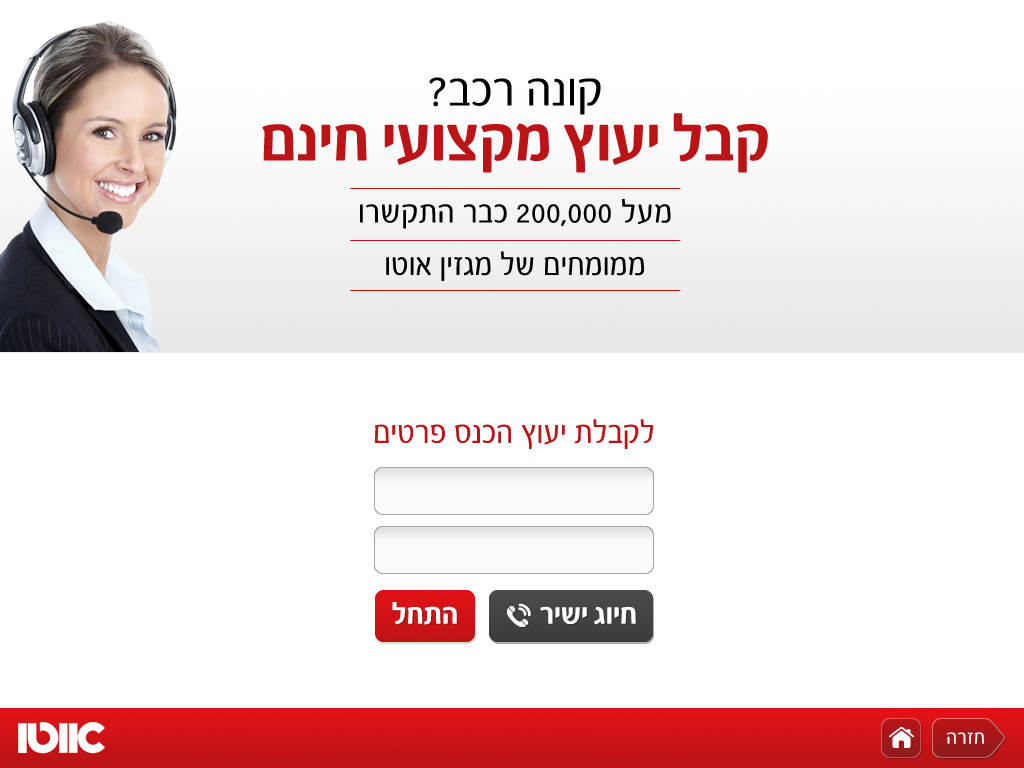 קונה רכב?
קבל יעוץ מקצועי חינם
מעל 200,000 כבר התקשרו
ממומחים של מגזין אוטו
לקבלת יעוץ הכנס פרטים
חיוג ישיר
התחל
חזרה
אוטו